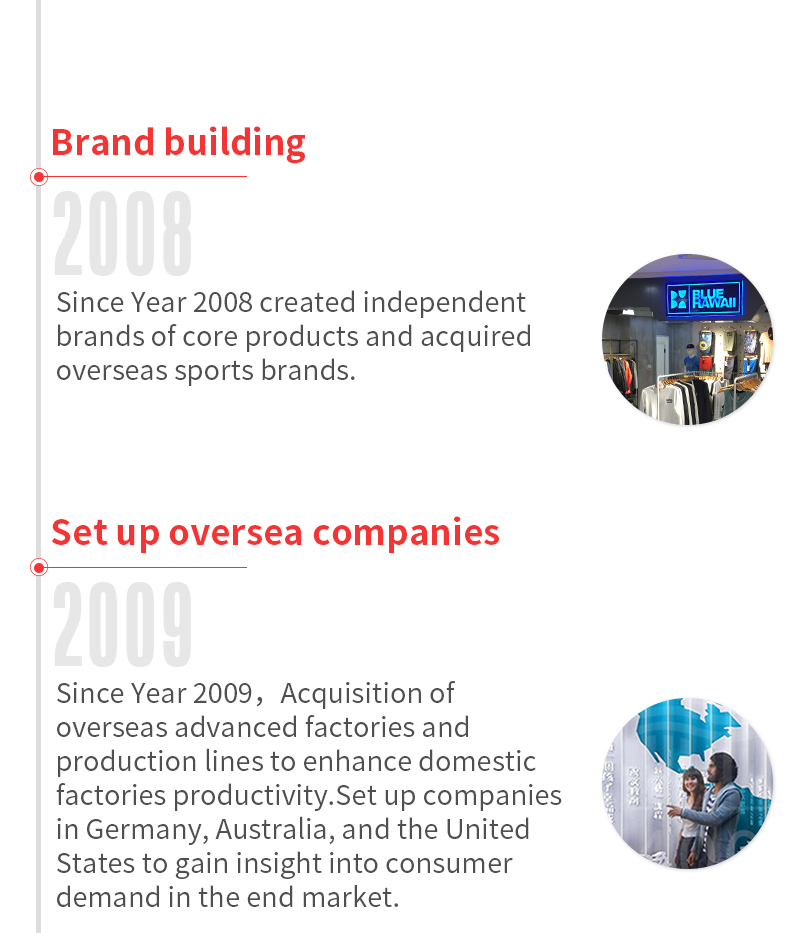 Brand building
2008
Since Year 2008 created independent
brands of core products and acquired
overseas sports brands.
BLUE
HAWAII
Set up oversea companies
2009
Since Year 2009，Acquisition of
overseas advanced factories and
production lines to enhance domestic
factories productivity.Set up companies
in Germany, Australia, and the United
States to gain insight into consumer
demand in the end market.